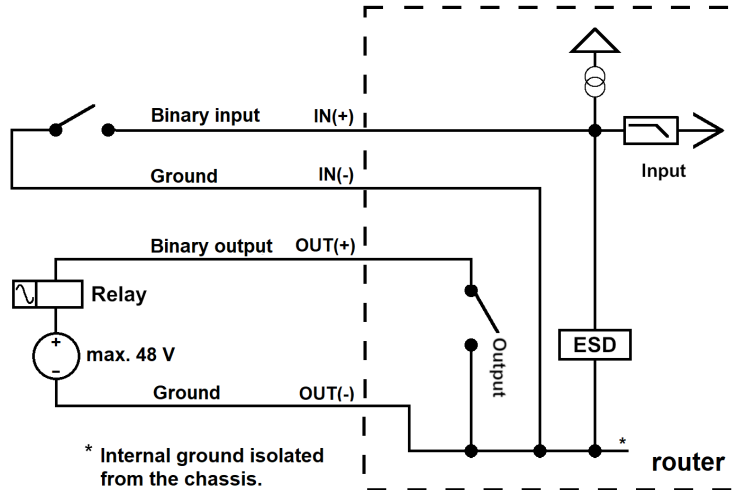 Binary input IN(+)
Input
Ground IN(-)
Binary output OUT(+)
Relay
+
max. 48 V
–
Output
ESD
Ground OUT(-)
*
* Internal ground isolated
from the chassis.
router